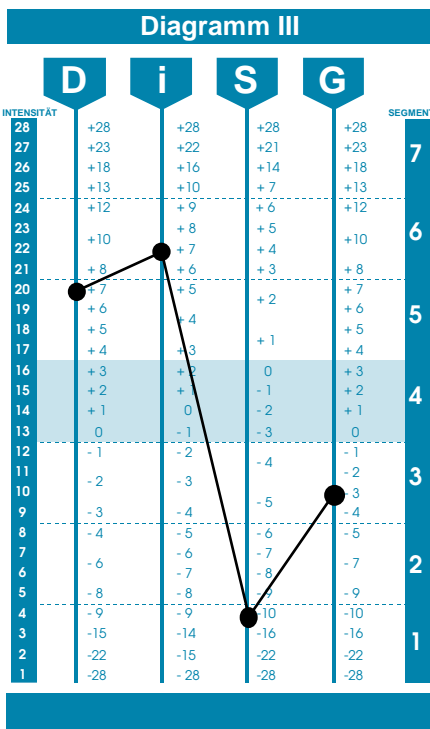 Diagramm III
D i S G
INTENSITÄT SEGMENT
28 +28 +28 +28 +28
27 +23 +22 +21 +23 7
26 +18 +16 +14 +18
25 +13 +10 + 7 +13
24 +12 + 9 + 6 +12
23 + 8 + 5 6
+10 +10
22 + 7 + 4
21 + 8 + 6 + 3 + 8
20 + 7 + 5 + 7
+ 2
19 + 6 + 6 5
+ 4
18 + 5 + 5
+ 1
17 + 4 + 3 + 4
16 + 3 + 2 0 + 3
15 + 2 + 1 - 1 + 2 4
14 + 1 0 - 2 + 1
13 0 - 1 - 3 0
12 - 1 - 2 - 1
- 4
11 - 2 3
- 2 - 3
10 - 3
- 5
9 - 3 - 4 - 4
8 - 4 - 5 - 6 - 5
7 - 6 - 7
- 6 - 7 2
6 - 7 - 8
5 - 8 - 8 - 9 - 9
4 - 9 - 9 -10 -10
3 -15 -14 -16 -16 1
2 -22 -15 -22 -22
1 -28 - 28 -28 -28